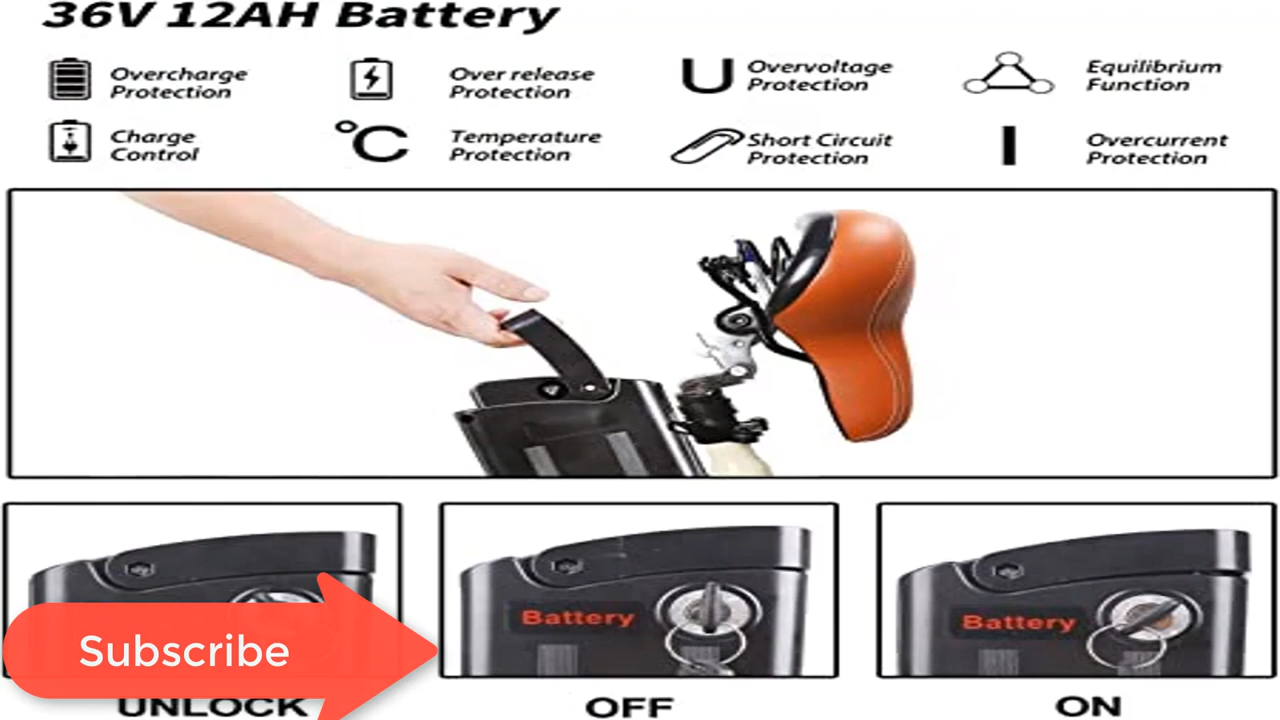 36V 12AH Battery
Overcharge
Protection
Over release
Protection
Overvoltage
Protection
Equilibrium
Function
Charge
Control
°C
Temperature
Protection
Short Circuit
Protection
Overcurrent
Protection
Battery
Battery
Subscribe
UNLOCK
OFF
ON